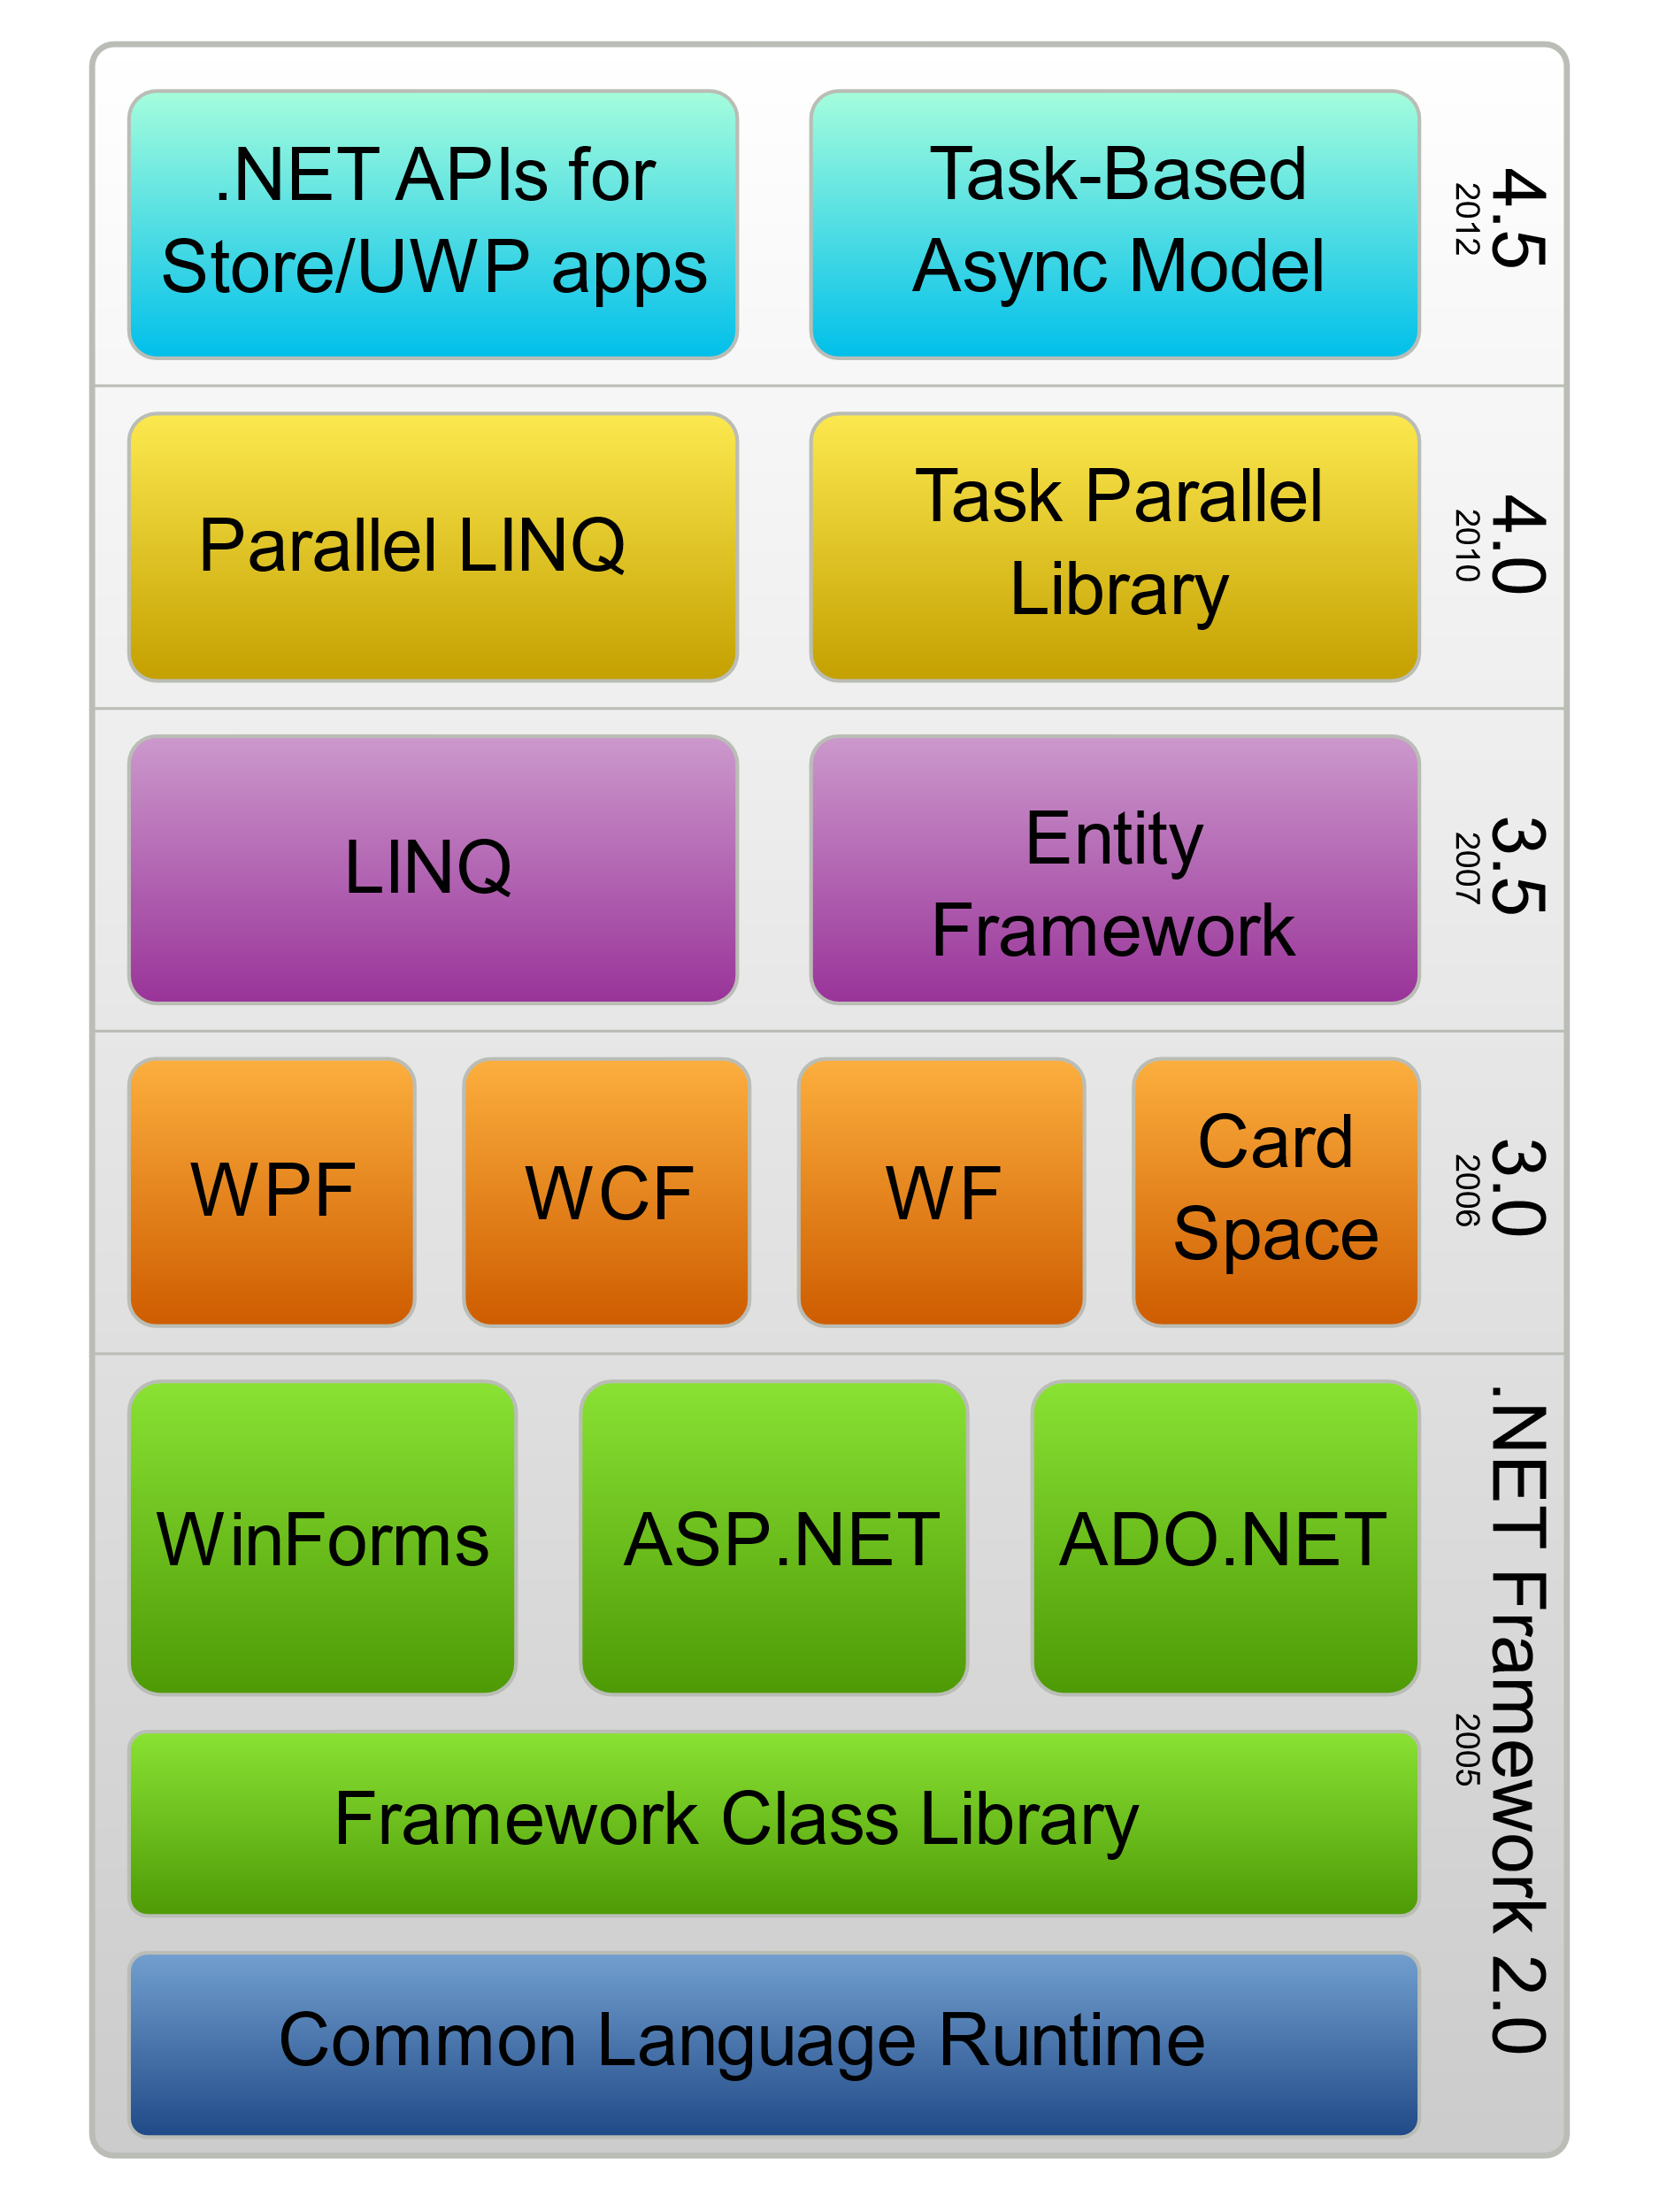 .NET APIs for
Store/UWP apps
Task-Based
Async Model
4.5
2012
Parallel LINQ
Task Parallel
Library
4.0
2010
LINQ
Entity
Framework
3.5
2007
WPF
WCF
WF
Card
Space
3.0
2006
WinForms
ASP.NET
ADO.NET
Framework Class Library
Common Language Runtime
.NET Framework 2.0
2005